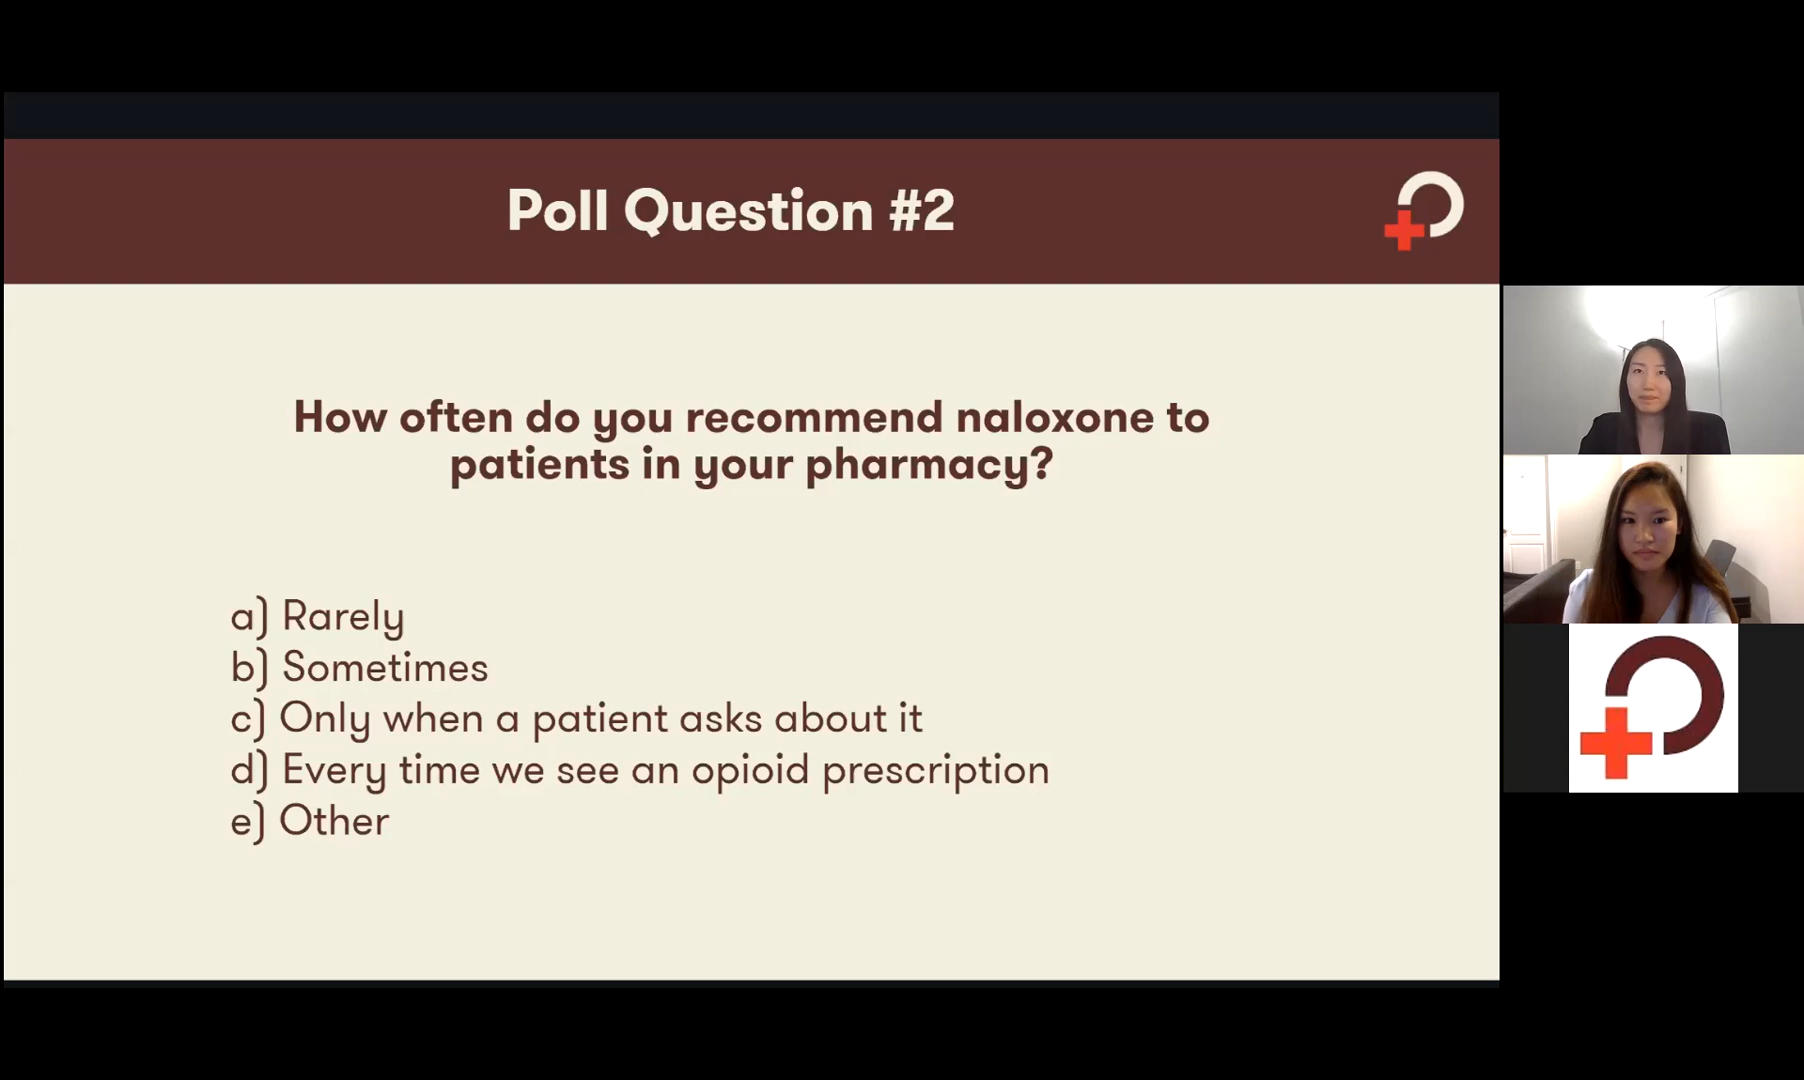 Poll Question #2
How often do you recommend naloxone to
patients in your pharmacy?
a) Rarely
b) Sometimes
c) Only when a patient asks about it
d) Every time we see an opioid prescription
e) Other